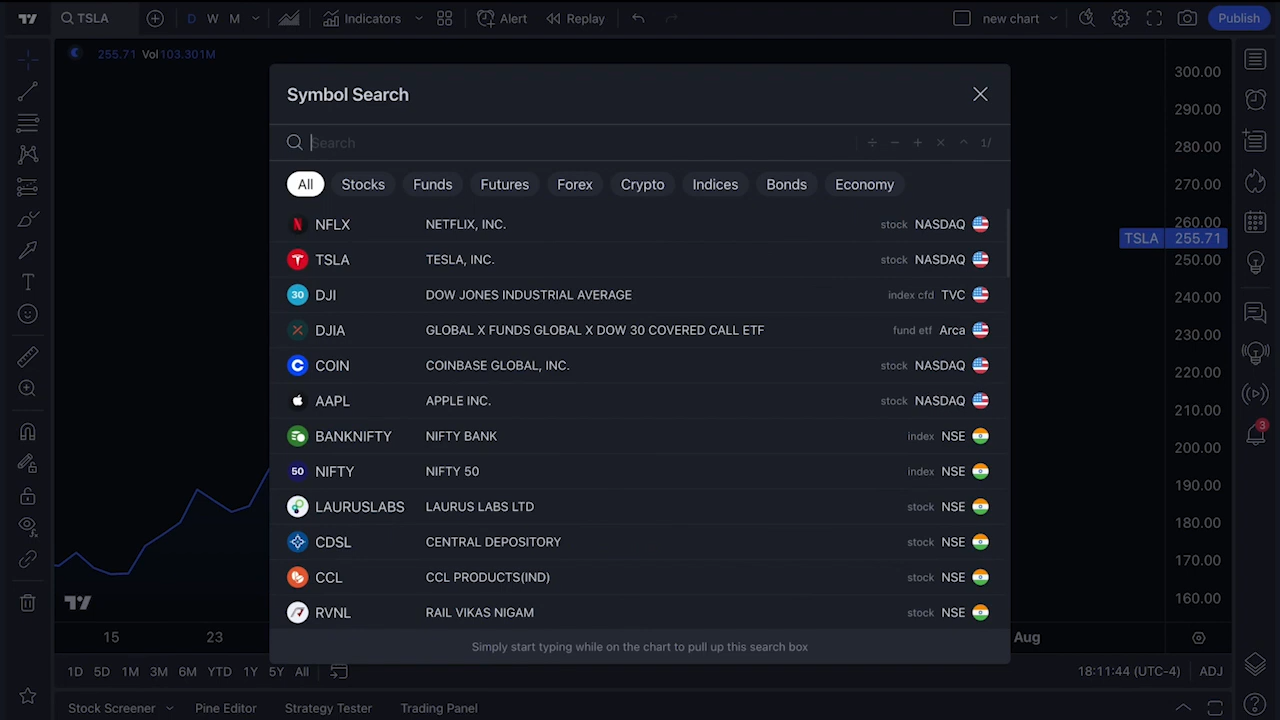 TSLA
D W M
Indicators
Alert
Replay
new chart
Publish
255.71 Vol103.301M
Symbol Search
Search
1/
All Stocks Funds Futures Forex Crypto Indices Bonds Economy
NFLX NETFLIX, INC. stock NASDAQ
TSLA TESLA, INC. stock NASDAQ
30 DJI DOW JONES INDUSTRIAL AVERAGE index cfd TVC
DJIA GLOBAL X FUNDS GLOBAL X DOW 30 COVERED CALL ETF fund etf Arca
COIN COINBASE GLOBAL, INC. stock NASDAQ
AAPL APPLE INC. stock NASDAQ
BANKNIFTY NIFTY BANK index NSE
50 NIFTY NIFTY 50 index NSE
LAURUSLABS LAURUS LABS LTD stock NSE
CDSL CENTRAL DEPOSITORY stock NSE
CCL CCL PRODUCTS(IND) stock NSE
RVNL RAIL VIKAS NIGAM stock NSE
Simply start typing while on the chart to pull up this search box
300.00
290.00
280.00
270.00
260.00
TSLA 255.71
250.00
240.00
230.00
220.00
210.00
200.00
190.00
180.00
170.00
160.00
3
15 23 Aug
1D 5D 1M 3M 6M YTD 1Y 5Y All
18:11:44 (UTC-4) ADJ
Stock Screener Pine Editor Strategy Tester Trading Panel